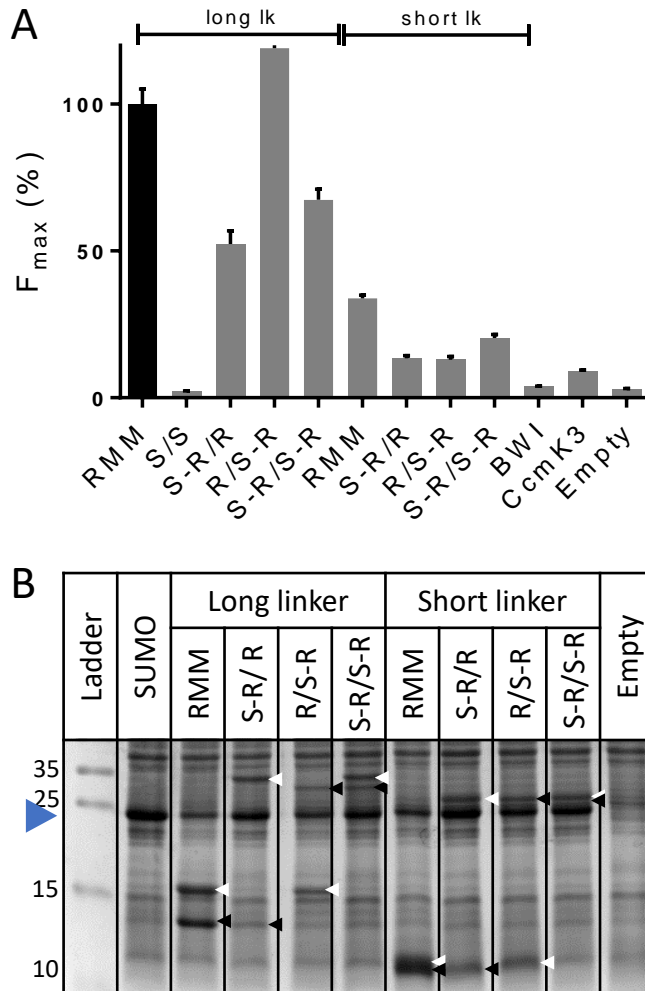 A
long lk short lk
F max (%)
100
50
0
RMM S/S S-R/R R/S-R S-R/S-R RMM S-R/R R/S-R S-R/S-R BWI CcmK3 Empty
B
Ladder SUMO Long linker Short linker Empty
RMM S-R/ R R/S-R S-R/S-R RMM S-R/R R/S-R S-R/S-R
35
25
15
10